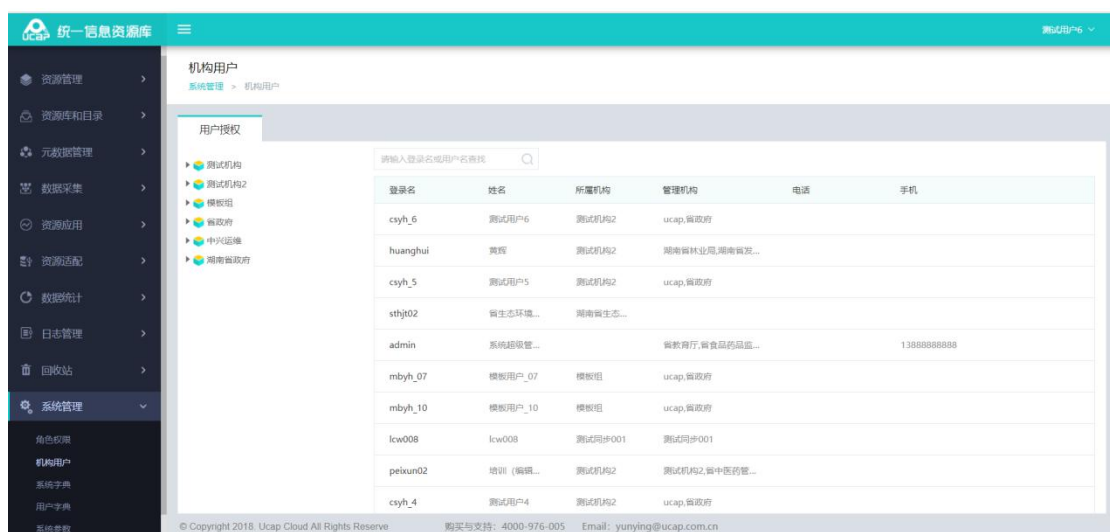 ucap 统一信息资源库
测试用户6
资源管理
资源库和目录
元数据管理
数据采集
资源应用
资源适配
数据统计
日志管理
回收站
系统管理
角色权限
机构用户
系统字典
用户字典
系统参数
机构用户
系统管理 > 机构用户
用户授权
测试机构
测试机构2
模板组
省政府
中兴运维
湖南省政府
请输入登录名或用户名查找
登录名 姓名 所属机构 管理机构 电话 手机
csyh_6 测试用户6 测试机构2 ucap,省政府
huanghui 黄辉 测试机构2 湖南省林业局,湖南省发...
csyh_5 测试用户5 测试机构2 ucap,省政府
sthjt02 省生态环境... 湖南省生态...
admin 系统超级管... 省教育厅,省食品药品监... 13888888888
mbyh_07 模板用户_07 模板组 ucap,省政府
mbyh_10 模板用户_10 模板组 ucap,省政府
lcw008 lcw008 测试同步001 测试同步001
peixun02 培训（编辑... 测试机构2 测试机构2,省中医药管...
csyh_4 测试用户4 测试机构2 ucap,省政府
© Copyright 2018. Ucap Cloud All Rights Reserve 购买与支持：4000-976-005 Email：yunying@ucap.com.cn